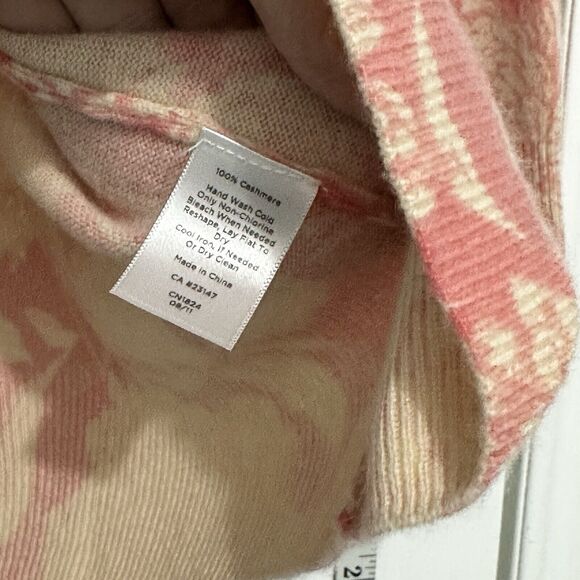 100% Cashmere
Hand Wash Cold
Only Non-Chlorine
Bleach When Needed
Reshape, Lay Flat To
Dry
Cool Iron, If Needed
Or Dry Clean
Made in China
CA #23147
CN1824
08/11
2